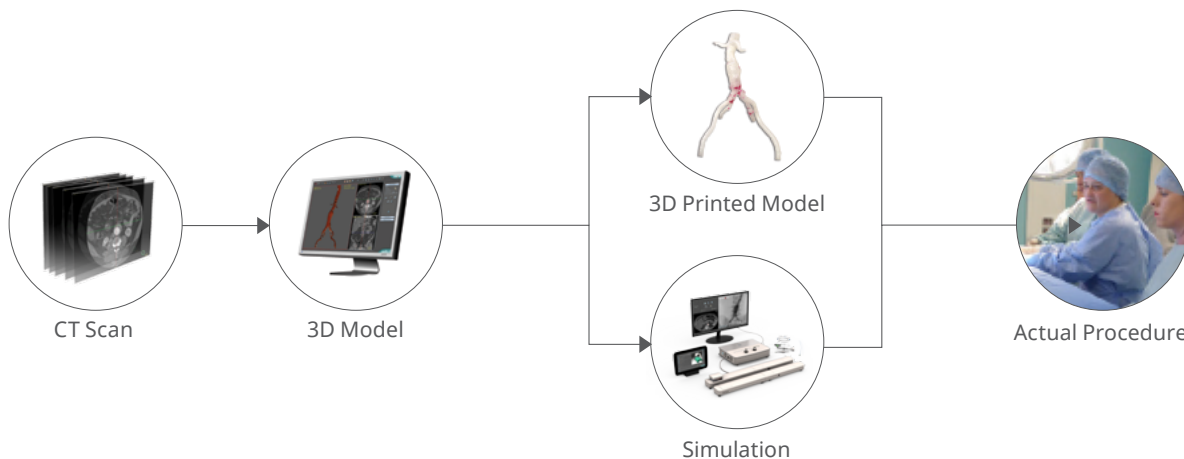 3D Printed Model
CT Scan
3D Model
Actual Procedure
Simulation